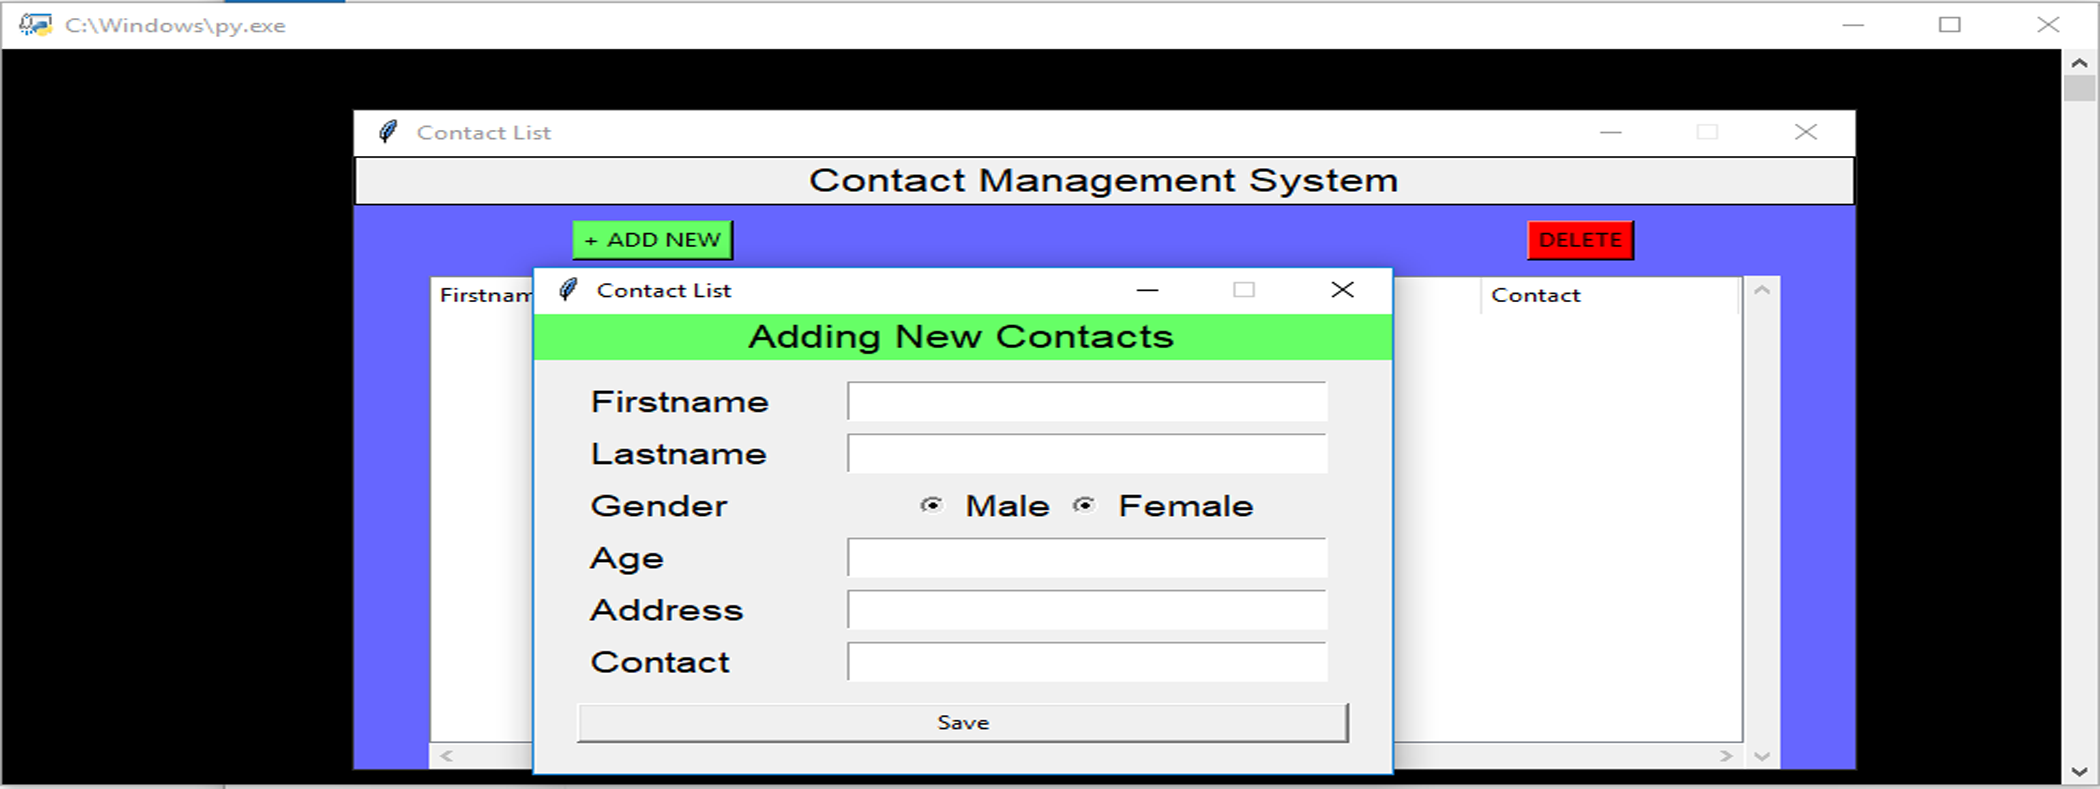 C:\Windows\py.exe
Contact List
Contact Management System
+ ADD NEW
DELETE
Firstnam
Contact
Contact List
Adding New Contacts
Firstname
Lastname
Gender
Male
Female
Age
Address
Contact
Save